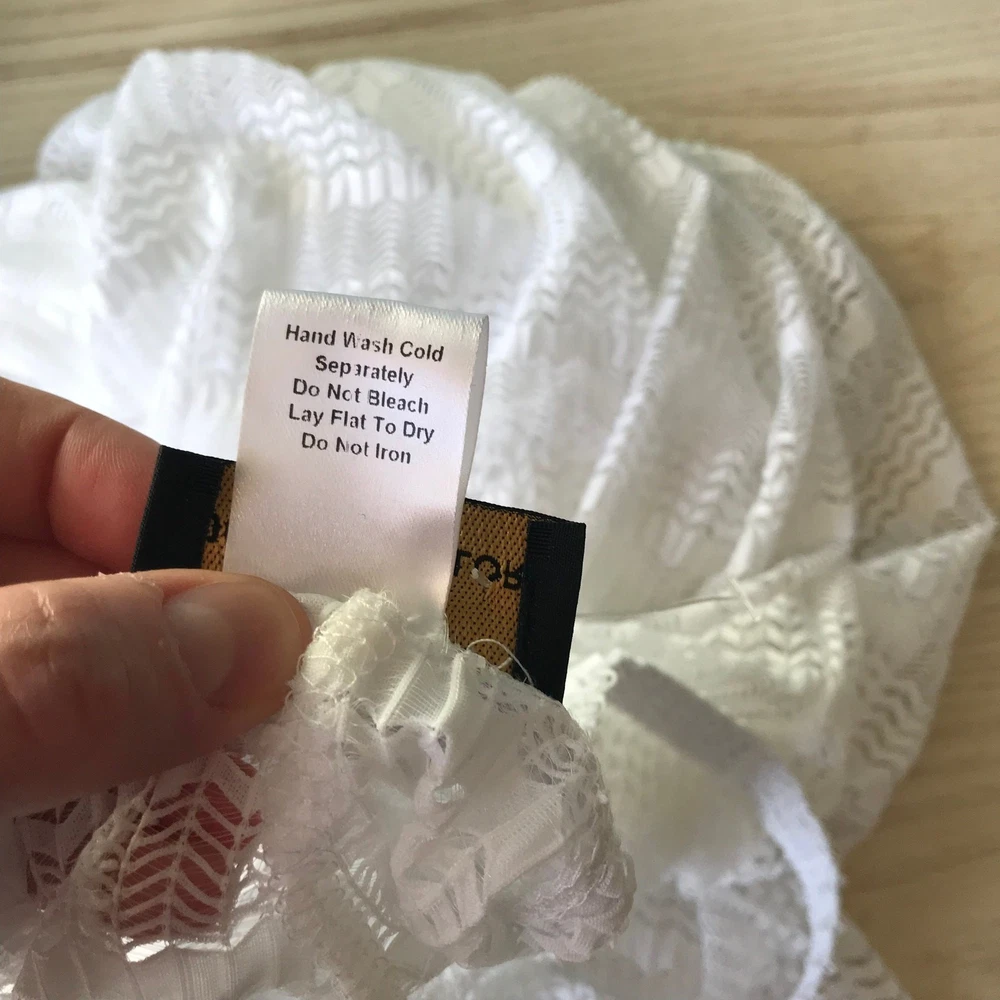 Hand Wash Cold
Separately
Do Not Bleach
Lay Flat To Dry
Do Not Iron